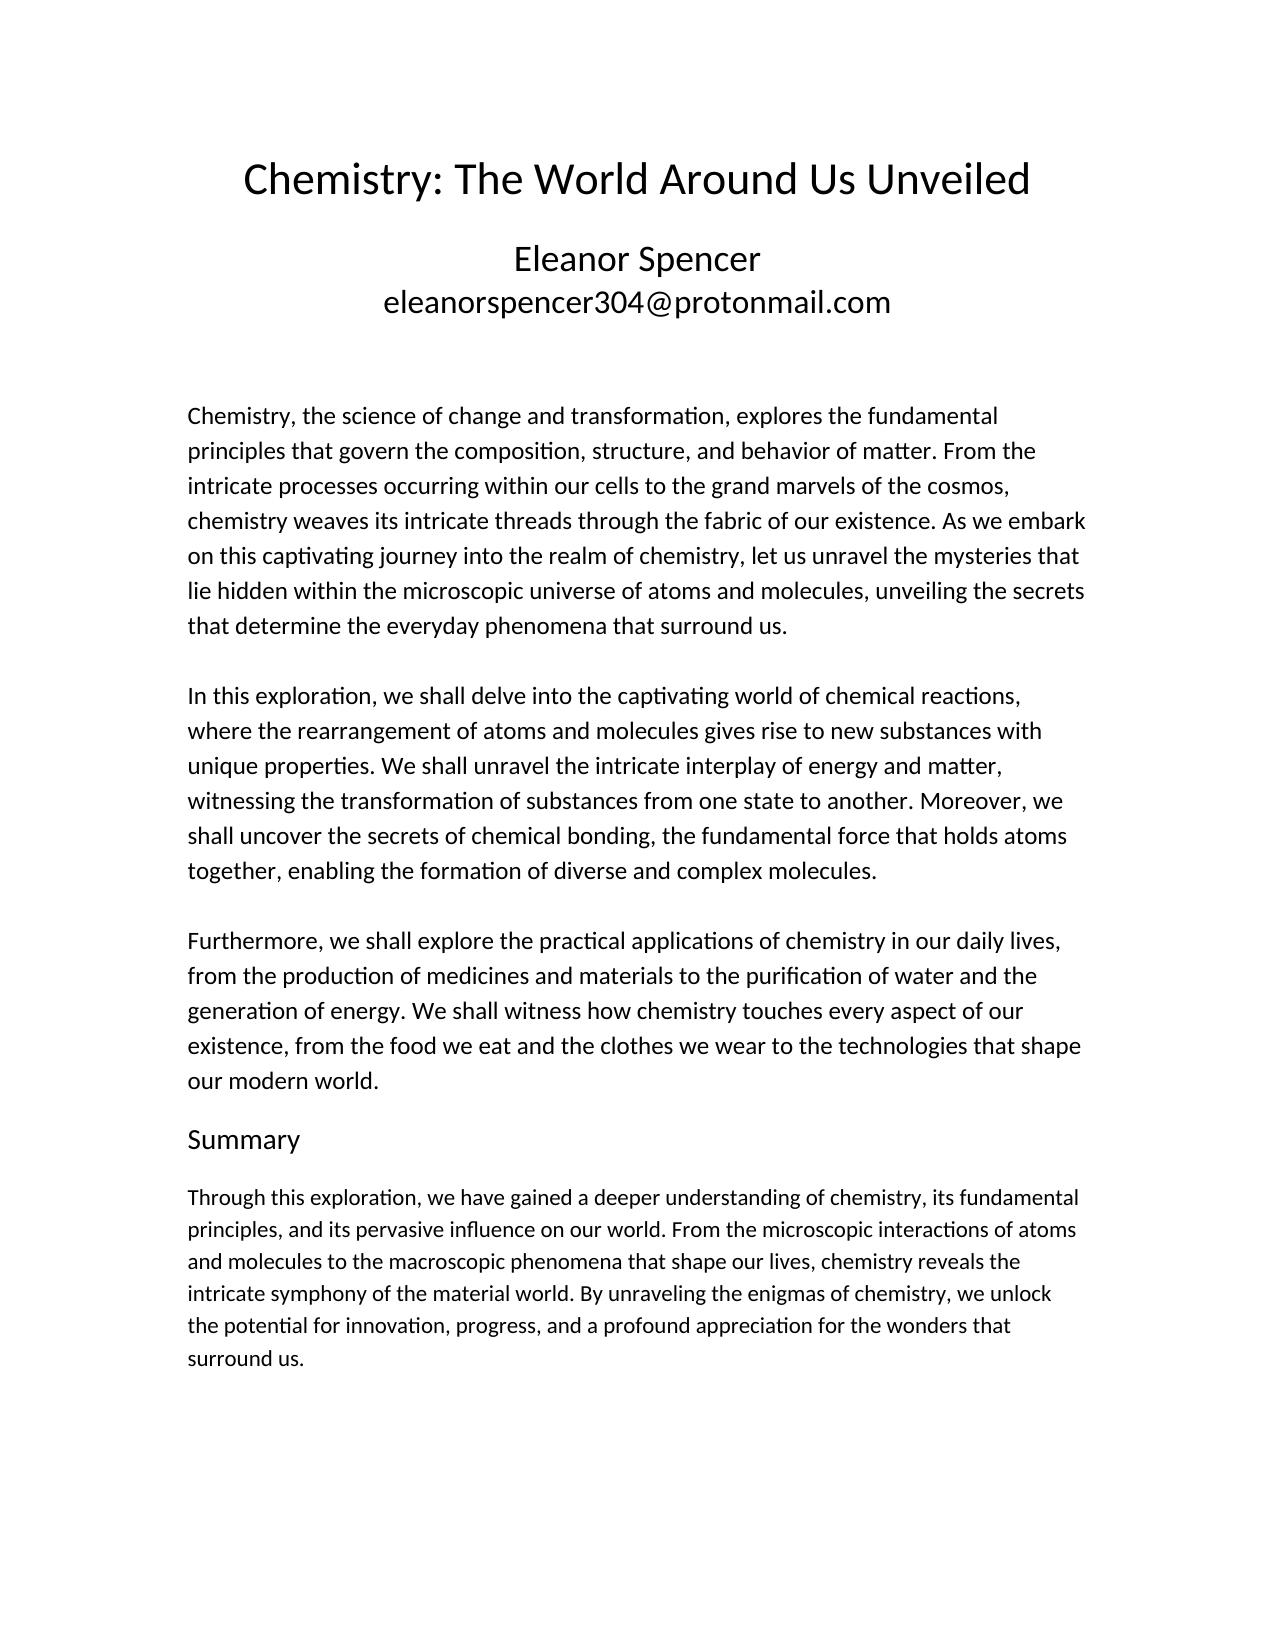 Chemistry: The World Around Us Unveiled
Eleanor Spencer
eleanorspencer304@protonmail.com
Chemistry, the science of change and transformation, explores the fundamental
principles that govern the composition, structure, and behavior of matter. From the
intricate processes occurring within our cells to the grand marvels of the cosmos,
chemistry weaves its intricate threads through the fabric of our existence. As we embark
on this captivating journey into the realm of chemistry, let us unravel the mysteries that
lie hidden within the microscopic universe of atoms and molecules, unveiling the secrets
that determine the everyday phenomena that surround us.
In this exploration, we shall delve into the captivating world of chemical reactions,
where the rearrangement of atoms and molecules gives rise to new substances with
unique properties. We shall unravel the intricate interplay of energy and matter,
witnessing the transformation of substances from one state to another. Moreover, we
shall uncover the secrets of chemical bonding, the fundamental force that holds atoms
together, enabling the formation of diverse and complex molecules.
Furthermore, we shall explore the practical applications of chemistry in our daily lives,
from the production of medicines and materials to the purification of water and the
generation of energy. We shall witness how chemistry touches every aspect of our
existence, from the food we eat and the clothes we wear to the technologies that shape
our modern world.
Summary
Through this exploration, we have gained a deeper understanding of chemistry, its fundamental
principles, and its pervasive influence on our world. From the microscopic interactions of atoms
and molecules to the macroscopic phenomena that shape our lives, chemistry reveals the
intricate symphony of the material world. By unraveling the enigmas of chemistry, we unlock
the potential for innovation, progress, and a profound appreciation for the wonders that
surround us.